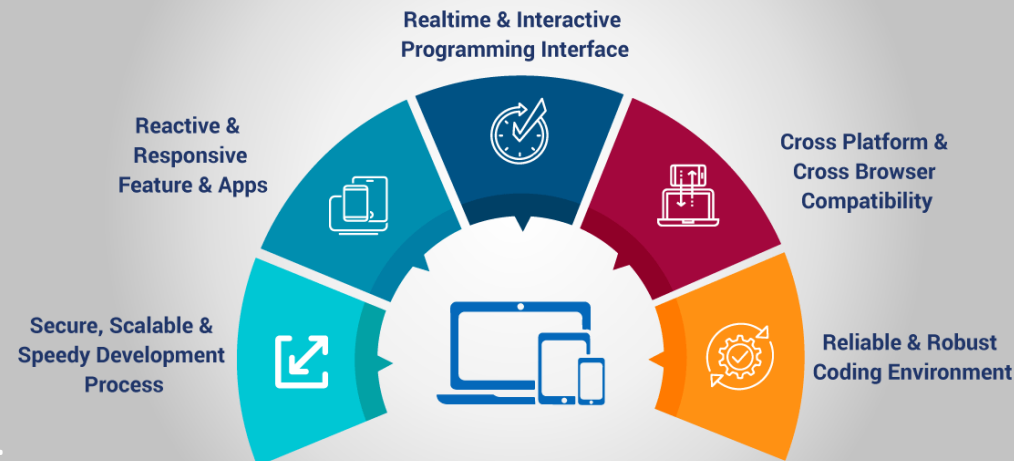 Realtime & Interactive
Programming Interface
Reactive &
Responsive
Feature & Apps
Cross Platform &
Cross Browser
Compatibility
Secure, Scalable &
Speedy Development
Process
Reliable & Robust
Coding Environment